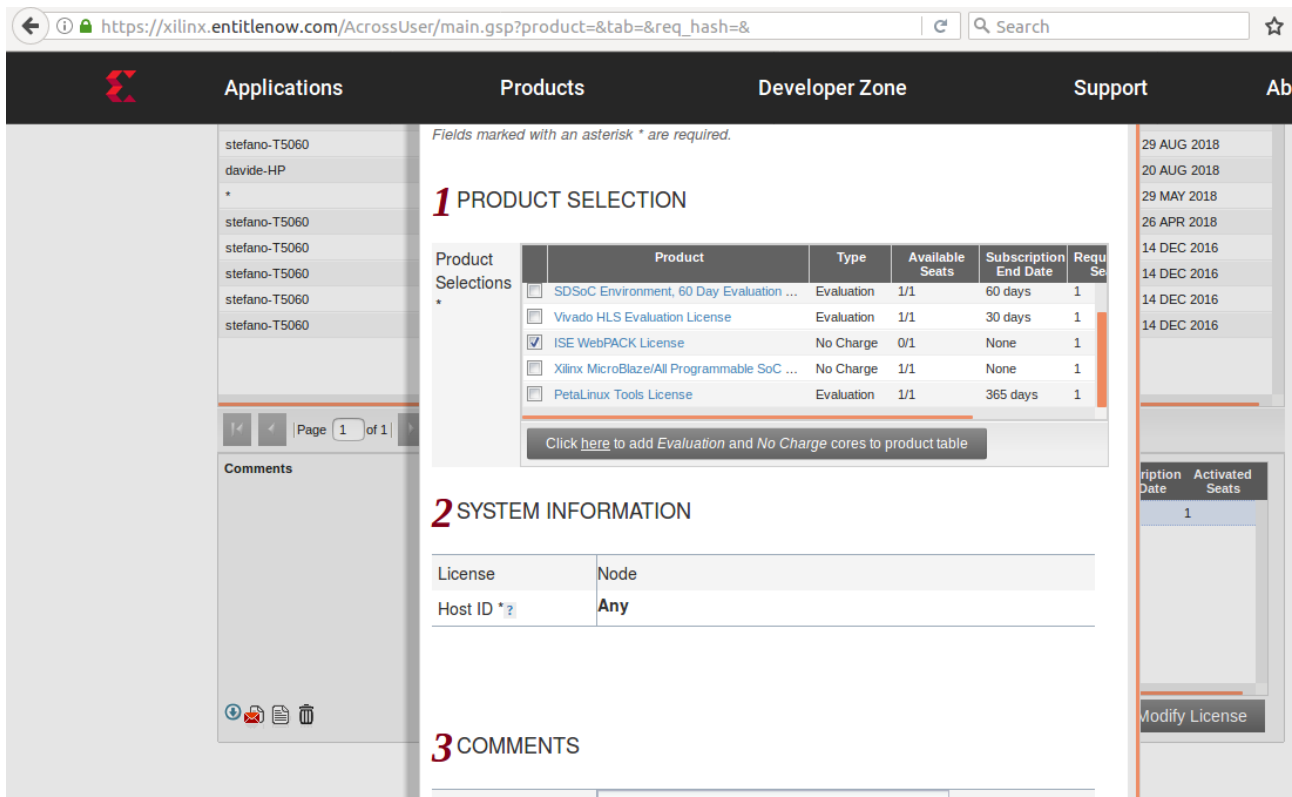 https://xilinx.entitlenow.com/AcrossUser/main.gsp?product=&tab=&req_hash=& Search
Applications Products Developer Zone Support Ab
Fields marked with an asterisk * are required.
stefano-T5060 29 AUG 2018
davide-HP 20 AUG 2018
* 29 MAY 2018
stefano-T5060 26 APR 2018
stefano-T5060 14 DEC 2016
stefano-T5060 14 DEC 2016
stefano-T5060 14 DEC 2016
stefano-T5060 14 DEC 2016
1 PRODUCT SELECTION
Product Selections *
Product Type Available Seats Subscription End Date Requ Se
SDSoC Environment, 60 Day Evaluation ... Evaluation 1/1 60 days 1
Vivado HLS Evaluation License Evaluation 1/1 30 days 1
ISE WebPACK License No Charge 0/1 None 1
Xilinx MicroBlaze/All Programmable SoC ... No Charge 1/1 None 1
PetaLinux Tools License Evaluation 1/1 365 days 1
Click here to add Evaluation and No Charge cores to product table
Page 1 of 1
Comments
ription Date Activated Seats
1
2 SYSTEM INFORMATION
License Node
Host ID * ? Any
Modify License
3 COMMENTS